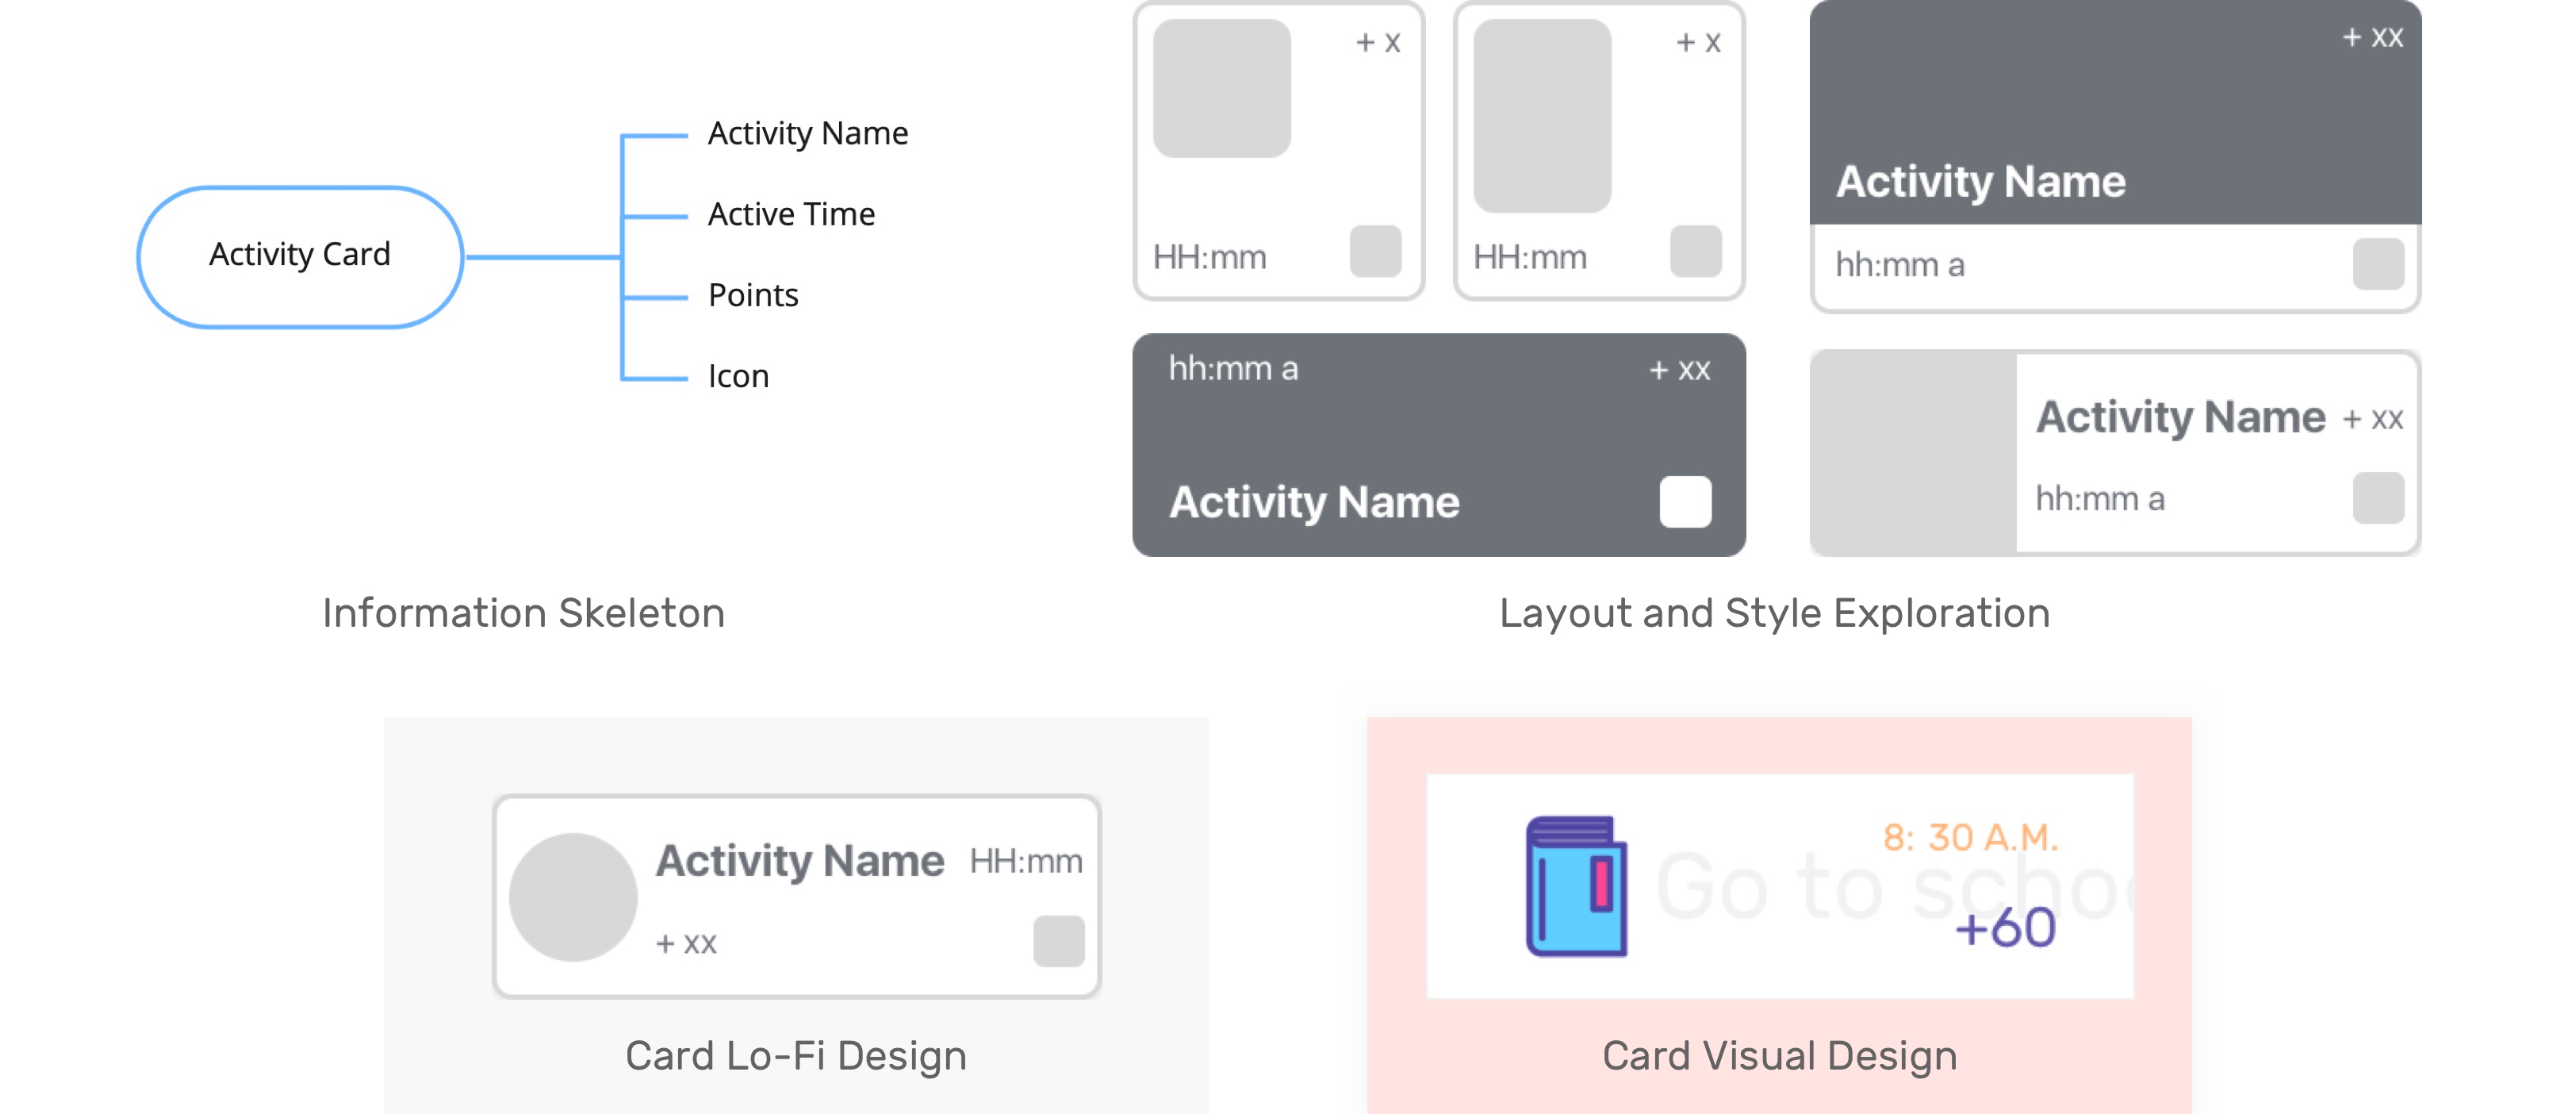 Activity Card
Activity Name
Active Time
Points
Icon
Information Skeleton
+ x
HH:mm
+ x
HH:mm
+ xx
Activity Name
hh:mm a
hh:mm a
+ xx
Activity Name
Activity Name
+ xx
hh:mm a
Layout and Style Exploration
Activity Name
HH:mm
+ xx
Card Lo-Fi Design
8: 30 A.M.
Go to schoo
+60
Card Visual Design